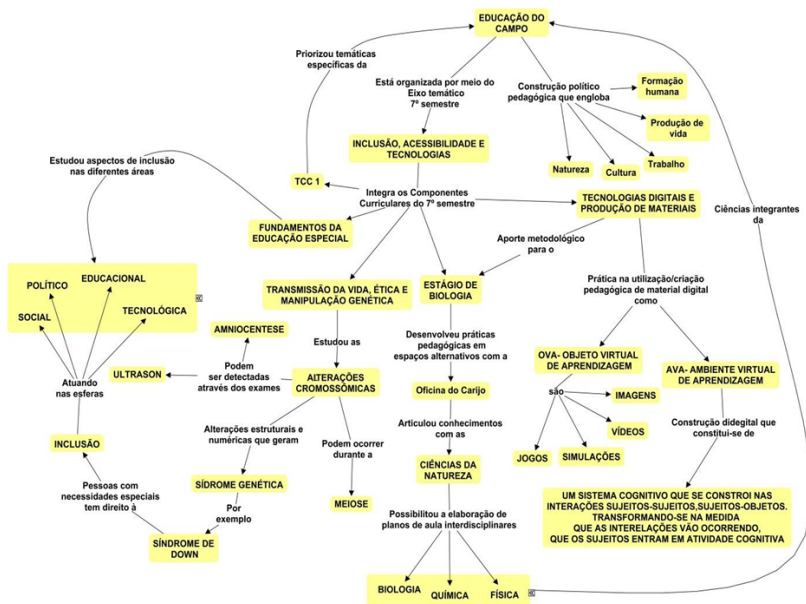 EDUCAÇÃO DO
CAMPO
Priorizou temáticas
específicas da
Está organizada por meio do
Eixo temático
7º semestre
Construção político
pedagógica que engloba
Formação
humana
Produção de
vida
Trabalho
Cultura
Natureza
INCLUSÃO, ACESSIBILIDADE E
TECNOLOGIAS
Estudou aspectos de inclusão
nas diferentes áreas
TCC 1
Integra os Componentes
Curriculares do 7º semestre
TECNOLOGIAS DIGITAIS E
PRODUÇÃO DE MATERIAIS
Ciências integrantes
da
FUNDAMENTOS DA
EDUCAÇÃO ESPECIAL
Aporte metodológico
para o
POLÍTICO
EDUCACIONAL
SOCIAL
TECNOLÓGICA
TRANSMISSÃO DA VIDA, ÉTICA E
MANIPULAÇÃO GENÉTICA
ESTÁGIO DE
BIOLOGIA
Prática na utilização/criação
pedagógica de material digital
como
AMNIOCENTESE
Estudou as
Desenvolveu práticas
pedagógicas em
espaços alternativos com a
OVA- OBJETO VIRTUAL
DE APRENDIZAGEM
AVA- AMBIENTE VIRTUAL
DE APRENDIZAGEM
Atuando
nas esferas
ULTRASON
Podem
ser detectadas
através dos exames
ALTERAÇÕES
CROMOSSÔMICAS
Oficina do Carijo
são
IMAGENS
VÍDEOS
SIMULAÇÕES
JOGOS
Construção didegital que
constitui-se de
INCLUSÃO
Alterações estruturais e
numéricas que geram
Podem ocorrer
durante a
Articulou conhecimentos
com as
Pessoas com
necessidades especiais
tem direito à
SÍDROME GENÉTICA
MEIOSE
CIÊNCIAS DA
NATUREZA
UM SISTEMA COGNITIVO QUE SE CONSTROI NAS
INTERAÇÕES SUJEITOS-SUJEITOS,SUJEITOS-OBJETOS.
TRANSFORMANDO-SE NA MEDIDA
QUE AS INTERELAÇÕES VÃO OCORRENDO,
QUE OS SUJEITOS ENTRAM EM ATIVIDADE COGNITIVA
Por
exemplo
Possibilitou a elaboração de
planos de aula interdisciplinares
SÍNDROME DE
DOWN
BIOLOGIA
QUÍMICA
FÍSICA